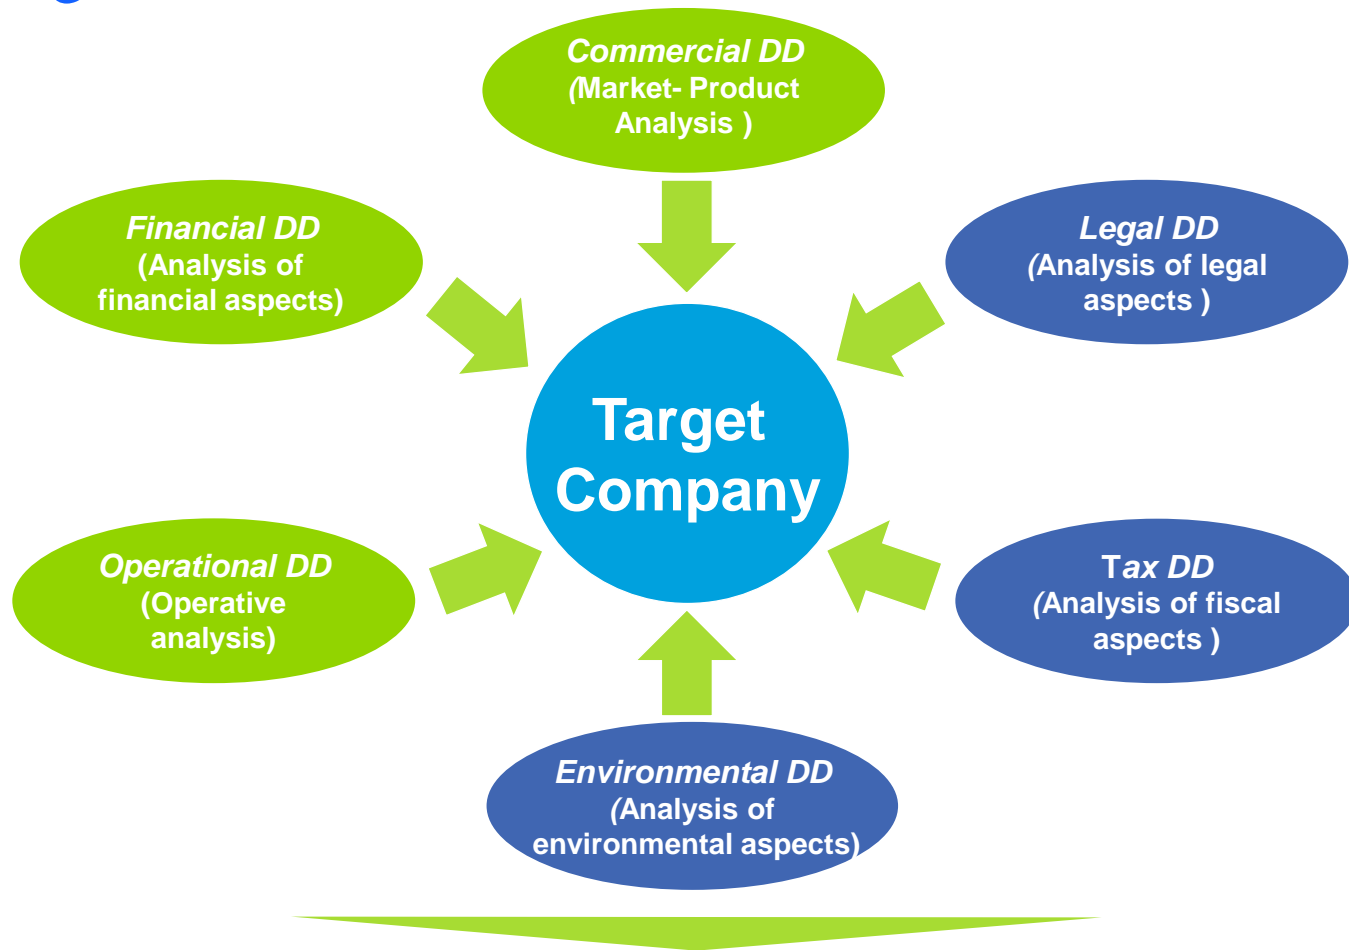 Commercial DD
(Market- Product
Analysis )
Financial DD
(Analysis of
financial aspects)
Legal DD
(Analysis of legal
aspects )
Target
Company
Operational DD
(Operative
analysis)
Tax DD
(Analysis of fiscal
aspects )
Environmental DD
(Analysis of
environmental aspects)